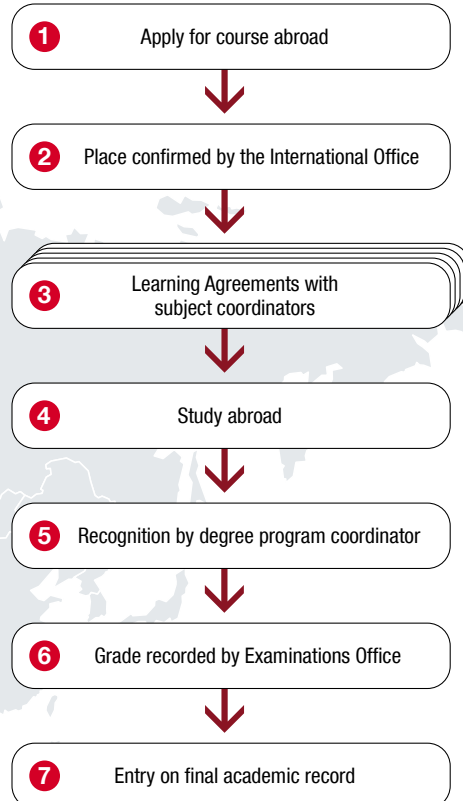 1 Apply for course abroad
2 Place confirmed by the International Office
3 Learning Agreements with
subject coordinators
4 Study abroad
5 Recognition by degree program coordinator
6 Grade recorded by Examinations Office
7 Entry on final academic record